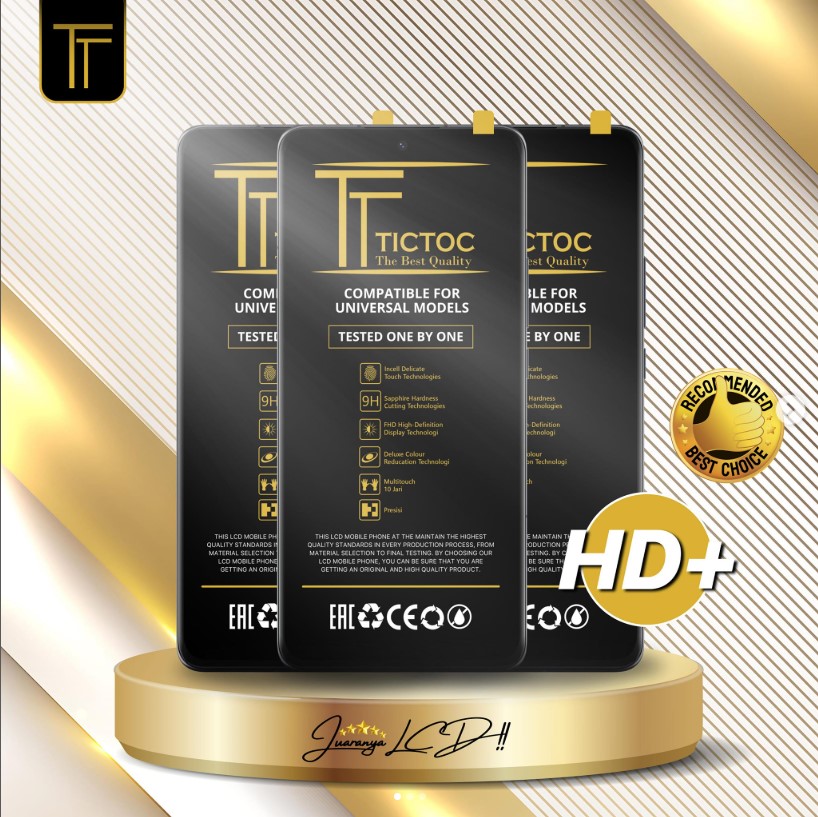 TT
TT TICTOC
The Best Quality
COMPATIBLE FOR
UNIVERSAL MODELS
TESTED ONE BY ONE
Incell Delicate
Touch Technologies
9H
Sapphire Hardness
Cutting Technologies
FHD High-Definition
Display Technologi
Deluxe Colour
Reducation Technologi
Multitouch
10 Jari
Presisi
THIS LCD MOBILE PHONE AT THE MAINTAIN THE HIGHEST
QUALITY STANDARDS IN EVERY PRODUCTION PROCESS, FROM
MATERIAL SELECTION TO FINAL TESTING. BY CHOOSING OUR
LCD MOBILE PHONE, YOU CAN BE SURE THAT YOU ARE
GETTING AN ORIGINAL AND HIGH QUALITY PRODUCT.
EAC CE
RECOMMENDED
BEST CHOICE
HD+
Juaranya LCD!!